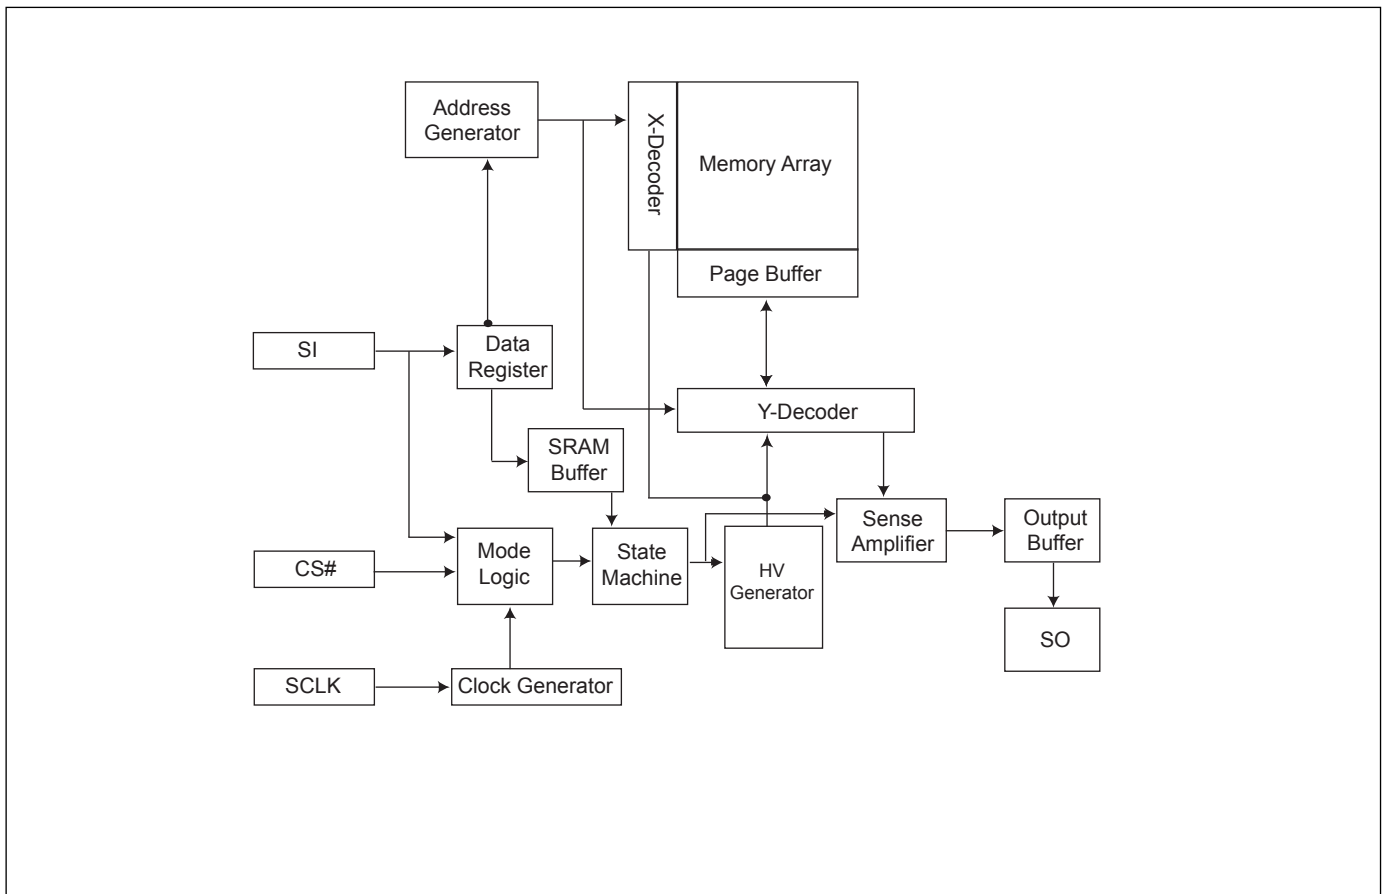 Address
Generator
X-Decoder
Memory Array
Page Buffer
SI
Data
Register
Y-Decoder
SRAM
Buffer
Sense
Amplifier
Output
Buffer
Mode
Logic
State
Machine
CS#
HV
Generator
SO
SCLK
Clock Generator